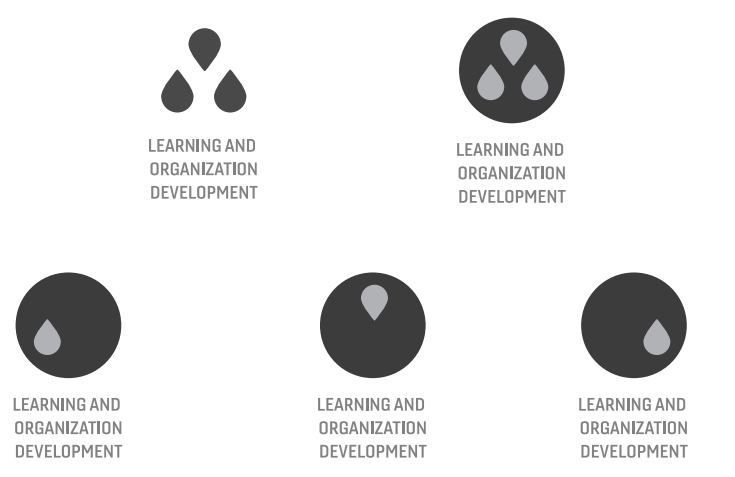 LEARNING AND
ORGANIZATION
DEVELOPMENT
LEARNING AND
ORGANIZATION
DEVELOPMENT
LEARNING AND
ORGANIZATION
DEVELOPMENT
LEARNING AND
ORGANIZATION
DEVELOPMENT
LEARNING AND
ORGANIZATION
DEVELOPMENT